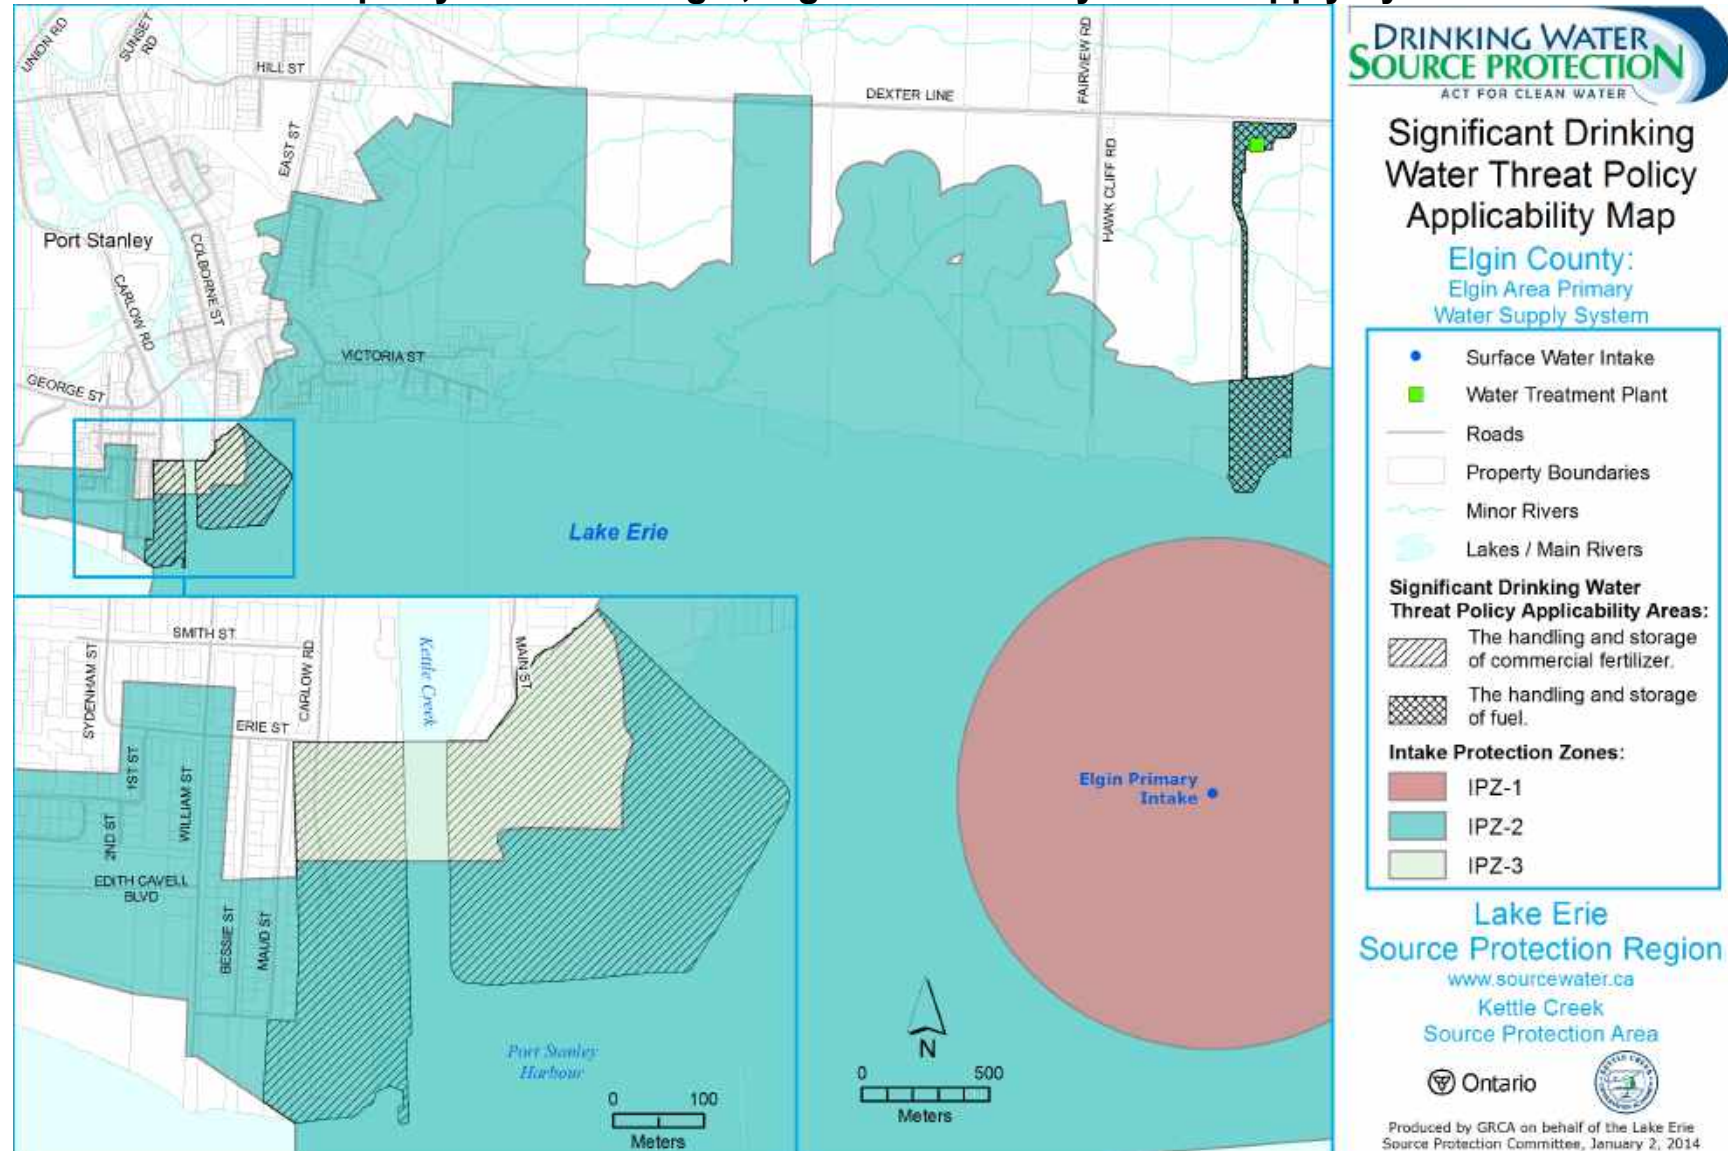 UNION RD
SUNSET
RD
HILL ST
EAST ST
DEXTER LINE
FAIRVIEW RD
HAWK CLIFF RD
Port Stanley
COLBORNE ST
CARLOW RD
VICTORIA ST
GEORGE ST
Lake Erie
SMITH ST
SYDENHAM ST
CARLOW RD
Kettle Creek
MAIN ST
ERIE ST
1ST ST
WILLIAM ST
2ND ST
EDITH CAVELL
BLVD
BESSIE ST
MAUD ST
Port Stanley
Harbour
0 100
Meters
Elgin Primary
Intake
N
0 500
Meters
DRINKING WATER
SOURCE PROTECTION
ACT FOR CLEAN WATER
Significant Drinking
Water Threat Policy
Applicability Map
Elgin County:
Elgin Area Primary
Water Supply System
Surface Water Intake
Water Treatment Plant
Roads
Property Boundaries
Minor Rivers
Lakes / Main Rivers
Significant Drinking Water
Threat Policy Applicability Areas:
The handling and storage
of commercial fertilizer.
The handling and storage
of fuel.
Intake Protection Zones:
IPZ-1
IPZ-2
IPZ-3
Lake Erie
Source Protection Region
www.sourcewater.ca
Kettle Creek
Source Protection Area
Ontario
Produced by GRCA on behalf of the Lake Erie
Source Protection Committee, January 2, 2014